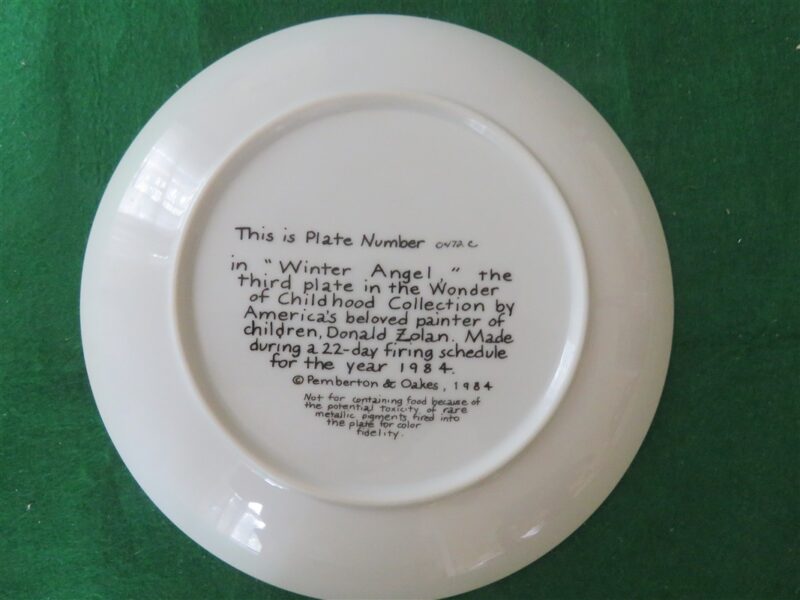 This is Plate Number
in "Winter Angel," the
third plate in the Wonder
of Childhood Collection by
America's beloved painter of
children, Donald Zolan. Made
during a 22-day firing schedule
for the year 1984.
© Pemberton & Oakes, 1984
Not for containing food because of
the potential toxicity of rare
metallic pigments fired into
the plate for color
fidelity.